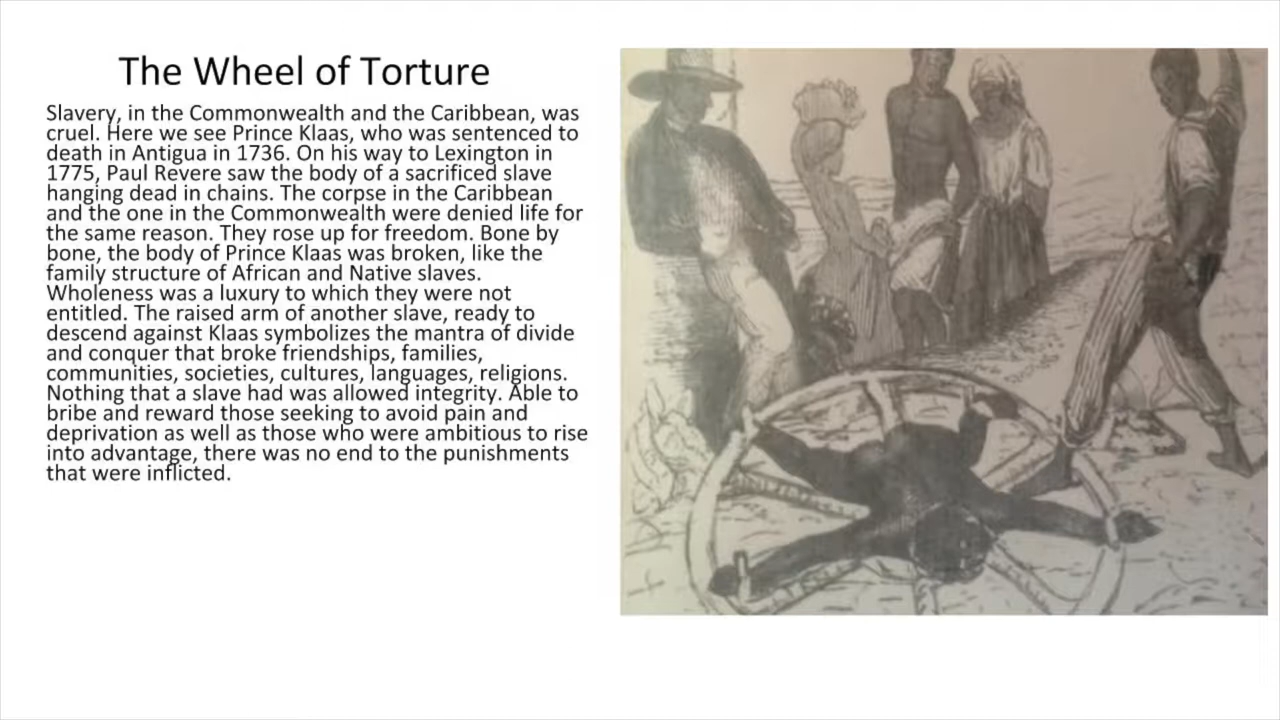 The Wheel of Torture
Slavery, in the Commonwealth and the Caribbean, was
cruel. Here we see Prince Klaas, who was sentenced to
death in Antigua in 1736. On his way to Lexington in
1775, Paul Revere saw the body of a sacrificed slave
hanging dead in chains. The corpse in the Caribbean
and the one in the Commonwealth were denied life for
the same reason. They rose up for freedom. Bone by
bone, the body of Prince Klaas was broken, like the
family structure of African and Native slaves.
Wholeness was a luxury to which they were not
entitled. The raised arm of another slave, ready to
descend against Klaas symbolizes the mantra of divide
and conquer that broke friendships, families,
communities, societies, cultures, languages, religions.
Nothing that a slave had was allowed integrity. Able to
bribe and reward those seeking to avoid pain and
deprivation as well as those who were ambitious to rise
into advantage, there was no end to the punishments
that were inflicted.